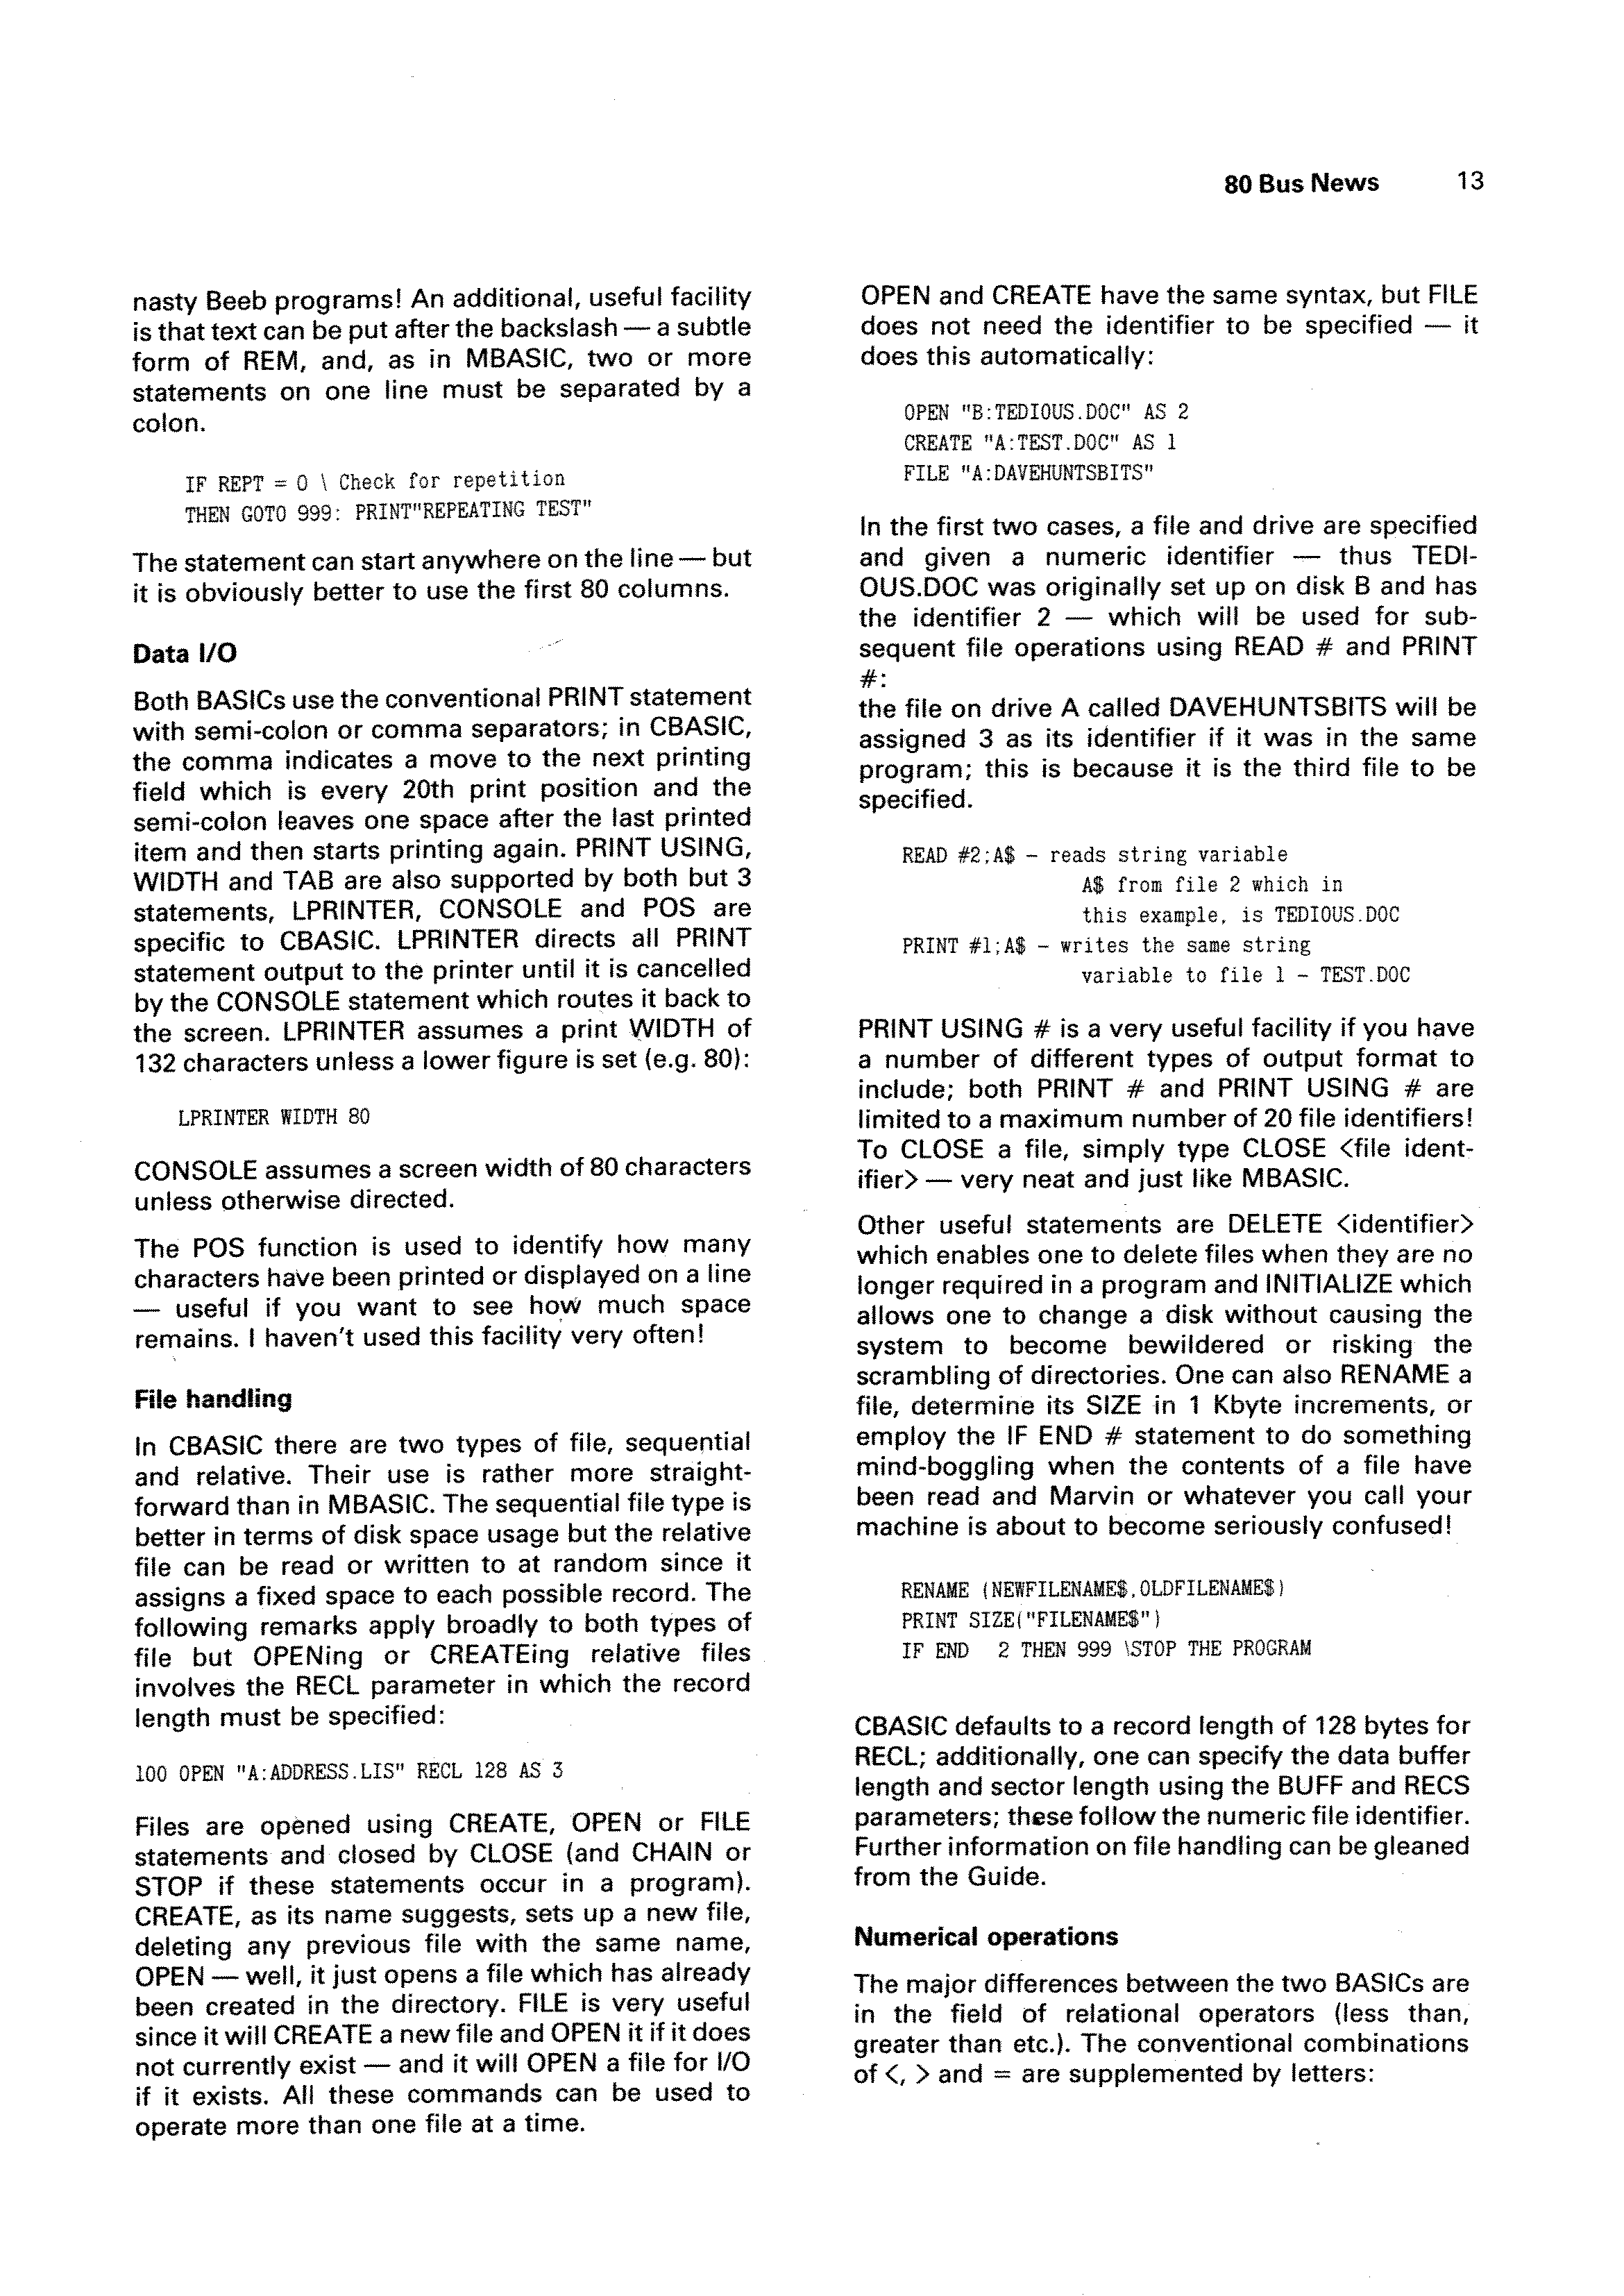 80 Bus News 13
nasty Beeb programs! An additional, useful facility
is that text can be put after the backslash — a subtle
form of REM, and, as in MBASIC, two or more
statements on one line must be separated by a
colon.
IF REPT = 0 \ Check for repetition
THEN GOTO 999: PRINT"REPEATING TEST"
The statement can start anywhere on the line — but
it is obviously better to use the first 80 columns.
Data I/O
Both BASICs use the conventional PRINT statement
with semi-colon or comma separators; in CBASIC,
the comma indicates a move to the next printing
field which is every 20th print position and the
semi-colon leaves one space after the last printed
item and then starts printing again. PRINT USING,
WIDTH and TAB are also supported by both but 3
statements, LPRINTER, CONSOLE and POS are
specific to CBASIC. LPRINTER directs all PRINT
statement output to the printer until it is cancelled
by the CONSOLE statement which routes it back to
the screen. LPRINTER assumes a print WIDTH of
132 characters unless a lower figure is set (e.g. 80):
LPRINTER WIDTH 80
CONSOLE assumes a screen width of 80 characters
unless otherwise directed.
The POS function is used to identify how many
characters have been printed or displayed on a line
— useful if you want to see how much space
remains. I haven't used this facility very often!
File handling
In CBASIC there are two types of file, sequential
and relative. Their use is rather more straight-
forward than in MBASIC. The sequential file type is
better in terms of disk space usage but the relative
file can be read or written to at random since it
assigns a fixed space to each possible record. The
following remarks apply broadly to both types of
file but OPENing or CREATEing relative files
involves the RECL parameter in which the record
length must be specified:
100 OPEN "A:ADDRESS.LIS" RECL 128 AS 3
Files are opened using CREATE, OPEN or FILE
statements and closed by CLOSE (and CHAIN or
STOP if these statements occur in a program).
CREATE, as its name suggests, sets up a new file,
deleting any previous file with the same name,
OPEN — well, it just opens a file which has already
been created in the directory. FILE is very useful
since it will CREATE a new file and OPEN it if it does
not currently exist — and it will OPEN a file for I/O
if it exists. All these commands can be used to
operate more than one file at a time.
OPEN and CREATE have the same syntax, but FILE
does not need the identifier to be specified — it
does this automatically:
OPEN "B:TEDIOUS.DOC" AS 2
CREATE "A:TEST.DOC" AS 1
FILE "A:DAVEHUNTSBITS"
In the first two cases, a file and drive are specified
and given a numeric identifier — thus TEDI-
OUS.DOC was originally set up on disk B and has
the identifier 2 — which will be used for sub-
sequent file operations using READ # and PRINT
#:
the file on drive A called DAVEHUNTSBITS will be
assigned 3 as its identifier if it was in the same
program; this is because it is the third file to be
specified.
READ #2;A$ - reads string variable
A$ from file 2 which in
this example, is TEDIOUS.DOC
PRINT #1;A$ - writes the same string
variable to file 1 - TEST.DOC
PRINT USING # is a very useful facility if you have
a number of different types of output format to
include; both PRINT # and PRINT USING # are
limited to a maximum number of 20 file identifiers!
To CLOSE a file, simply type CLOSE <file ident-
ifier> — very neat and just like MBASIC.
Other useful statements are DELETE <identifier>
which enables one to delete files when they are no
longer required in a program and INITIALIZE which
allows one to change a disk without causing the
system to become bewildered or risking the
scrambling of directories. One can also RENAME a
file, determine its SIZE in 1 Kbyte increments, or
employ the IF END # statement to do something
mind-boggling when the contents of a file have
been read and Marvin or whatever you call your
machine is about to become seriously confused!
RENAME (NEWFILENAME$,OLDFILENAME$)
PRINT SIZE("FILENAME$")
IF END 2 THEN 999 \STOP THE PROGRAM
CBASIC defaults to a record length of 128 bytes for
RECL; additionally, one can specify the data buffer
length and sector length using the BUFF and RECS
parameters; these follow the numeric file identifier.
Further information on file handling can be gleaned
from the Guide.
Numerical operations
The major differences between the two BASICs are
in the field of relational operators (less than,
greater than etc.). The conventional combinations
of <, > and = are supplemented by letters: